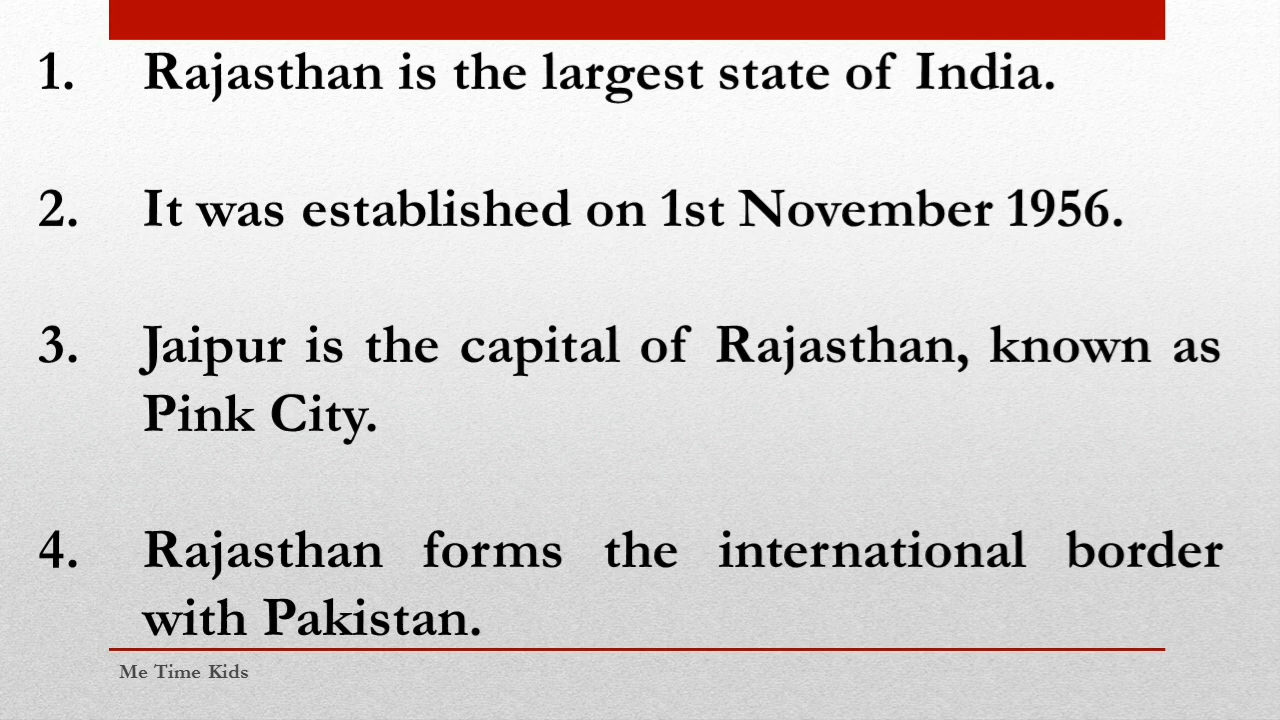 1. Rajasthan is the largest state of India.
2. It was established on 1st November 1956.
3. Jaipur is the capital of Rajasthan, known as
Pink City.
4. Rajasthan forms the international border
with Pakistan.
Me Time Kids